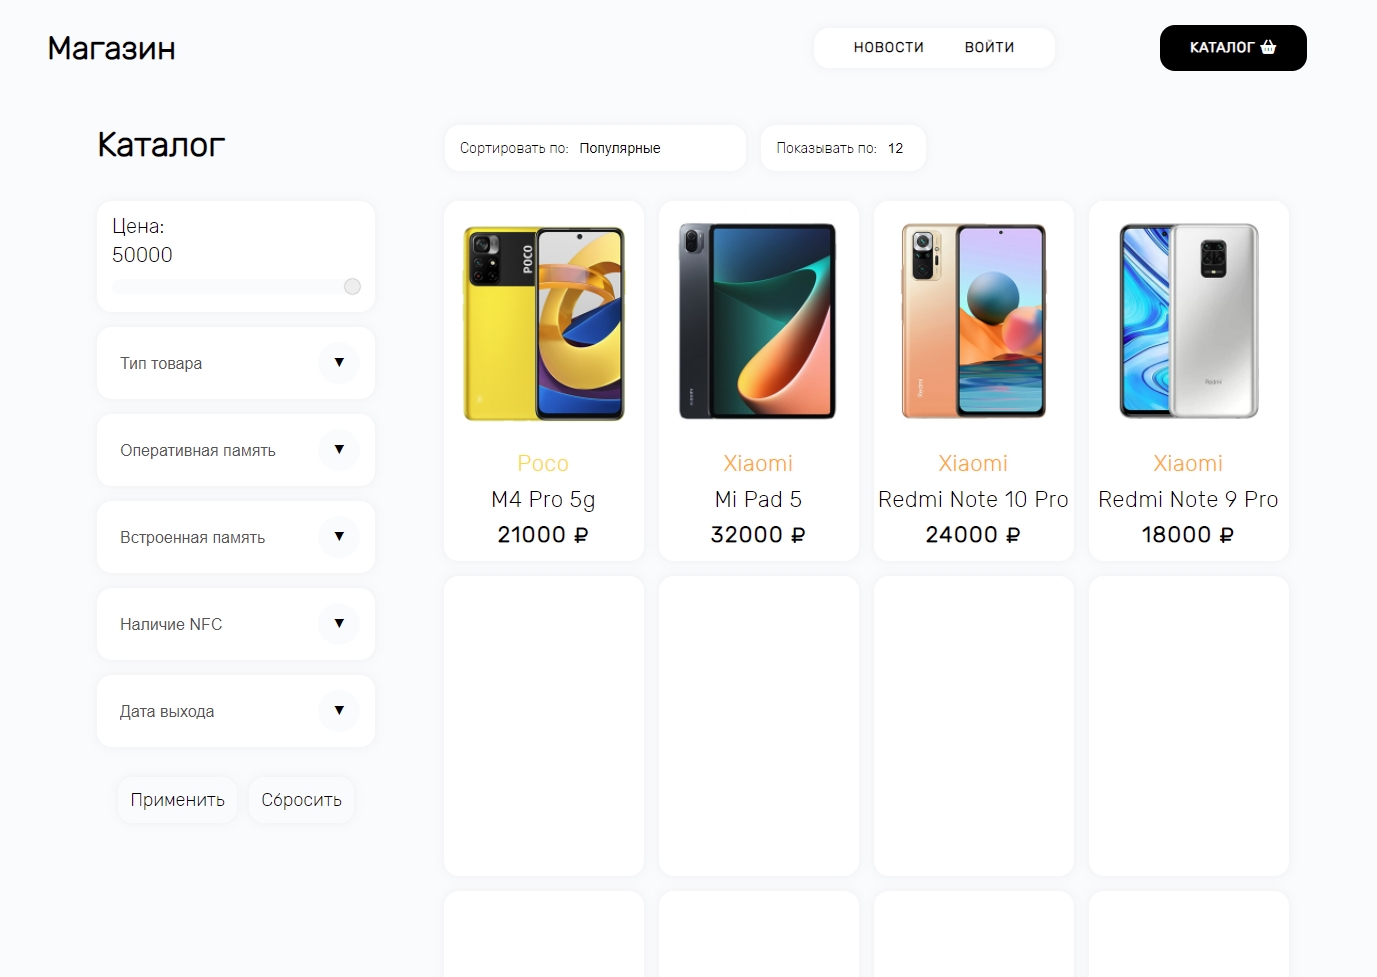 Магазин
НОВОСТИ
ВОЙТИ
КАТАЛОГ
Каталог
Сортировать по: Популярные
Показывать по: 12
Цена:
50000
Тип товара
Оперативная память
Встроенная память
Наличие NFC
Дата выхода
Применить
Сбросить
POCO
Poco
M4 Pro 5g
21000 ₽
Xiaomi
Mi Pad 5
32000 ₽
Redmi
Xiaomi
Redmi Note 10 Pro
24000 ₽
Redmi
Xiaomi
Redmi Note 9 Pro
18000 ₽